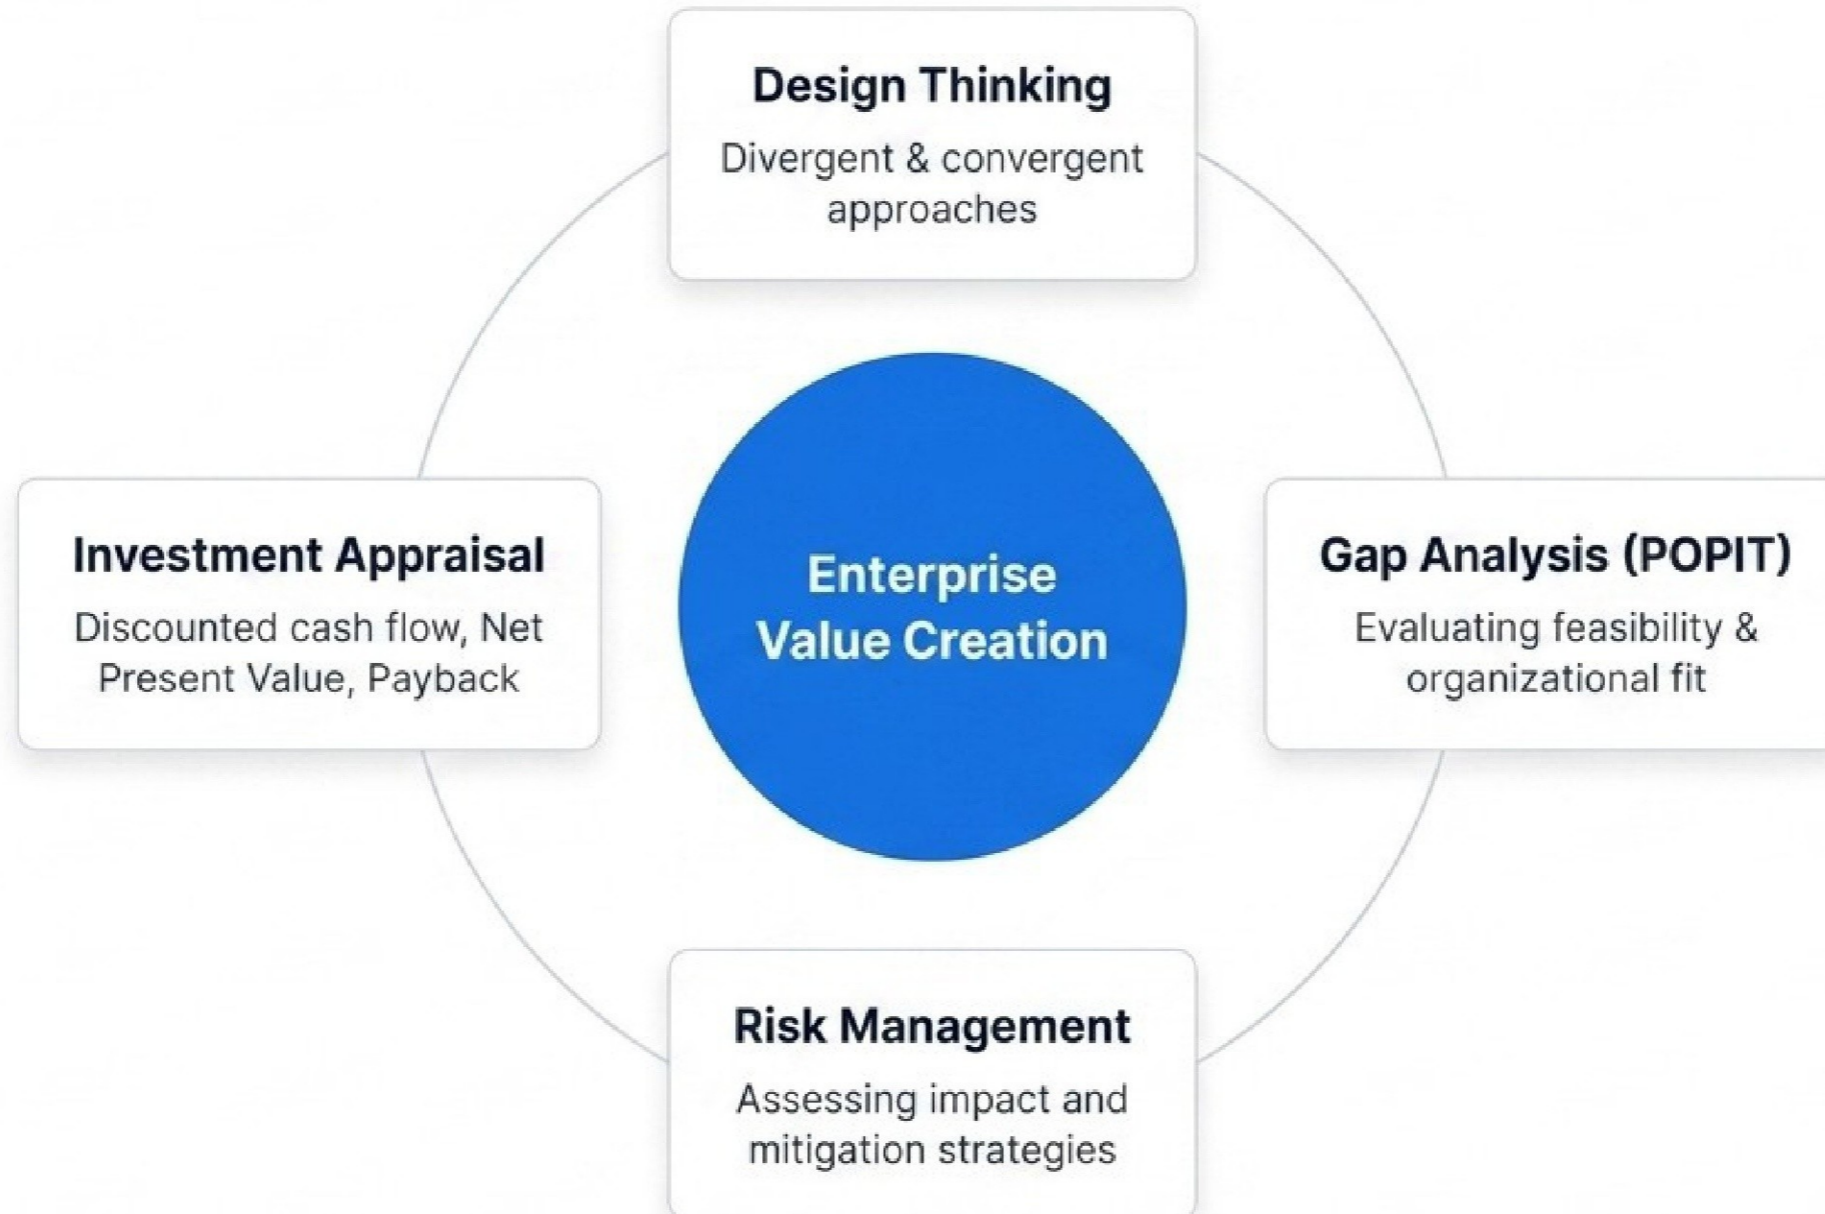 Design Thinking
Divergent & convergent
approaches
Investment Appraisal
Discounted cash flow, Net
Present Value, Payback
Enterprise
Value Creation
Gap Analysis (POPIT)
Evaluating feasibility &
organizational fit
Risk Management
Assessing impact and
mitigation strategies